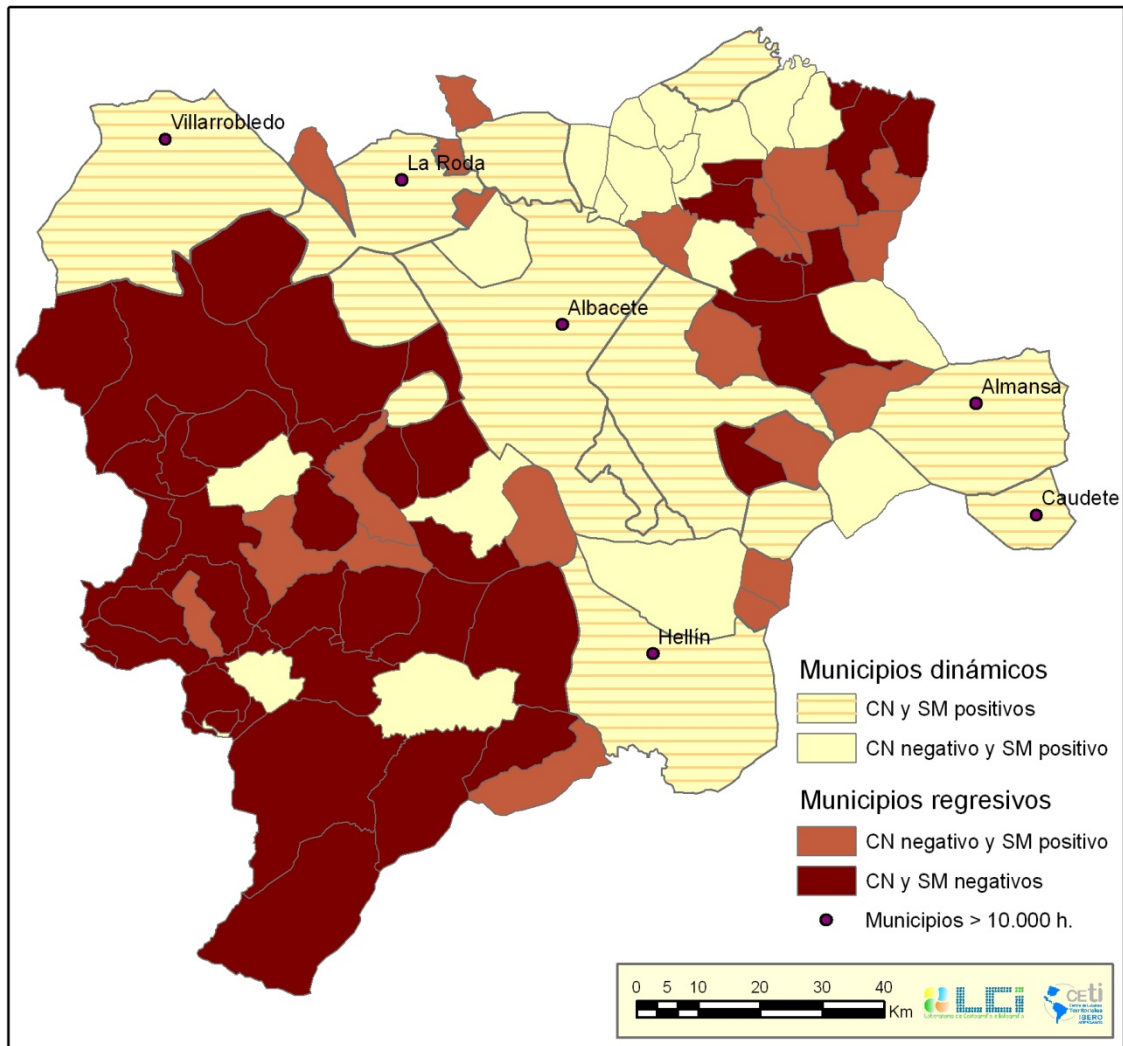 Villarrobledo
La Roda
Albacete
Almansa
Caudete
Hellín
Municipios dinámicos
CN y SM positivos
CN negativo y SM positivo
Municipios regresivos
CN negativo y SM positivo
CN y SM negativos
Municipios > 10.000 h.
0 5 10 20 30 40
Km
LCi
CETi
IBERO